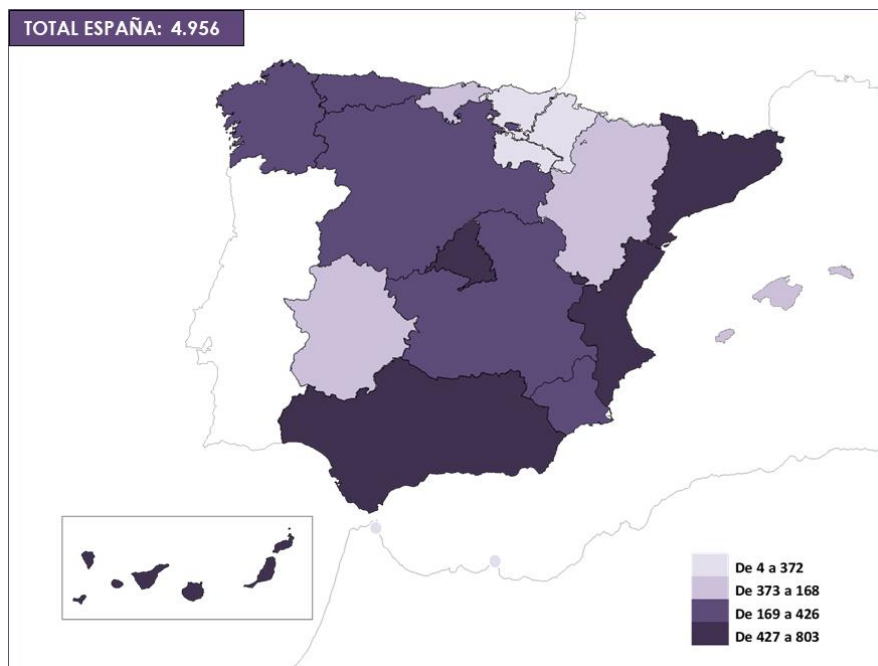 TOTAL ESPAÑA: 4.956
De 4 a 372
De 373 a 168
De 169 a 426
De 427 a 803